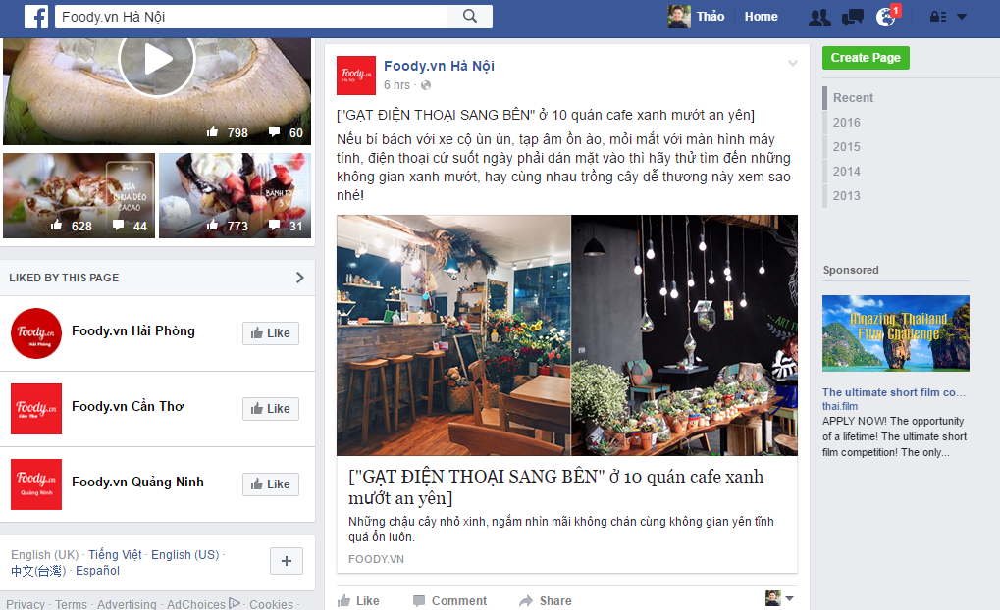 Foody.vn Hà Nội
Thảo
Home
1
798
60
628
44
773
31
LIKED BY THIS PAGE
Foody.vn
Hải Phòng
Foody.vn Hải Phòng
Like
Foody.vn
Cần Thơ
Foody.vn Cần Thơ
Like
Foody.vn
Quảng Ninh
Foody.vn Quảng Ninh
Like
English (UK) · Tiếng Việt · English (US) ·
中文(台灣) · Español
Privacy · Terms · Advertising · AdChoices · Cookies ·
Foody.vn
Hà Nội
Foody.vn Hà Nội
6 hrs ·
["GẠT ĐIỆN THOẠI SANG BÊN" ở 10 quán cafe xanh mướt an yên]
Nếu bí bách với xe cộ ùn ùn, tạp âm ồn ào, mỏi mắt với màn hình máy
tính, điện thoại cứ suốt ngày phải dán mặt vào thì hãy thử tìm đến những
không gian xanh mướt, hay cùng nhau trồng cây dễ thương này xem sao
nhé!
["GẠT ĐIỆN THOẠI SANG BÊN" ở 10 quán cafe xanh
mướt an yên]
Những chậu cây nhỏ xinh, ngắm nhìn mãi không chán cùng không gian yên tĩnh
quá ổn luôn.
FOODY.VN
Like
Comment
Share
Create Page
Recent
2016
2015
2014
2013
Sponsored
Amazing Thailand
Film Challenge
The ultimate short film co...
thai.film
APPLY NOW! The opportunity
of a lifetime! The ultimate short
film competition! The only...